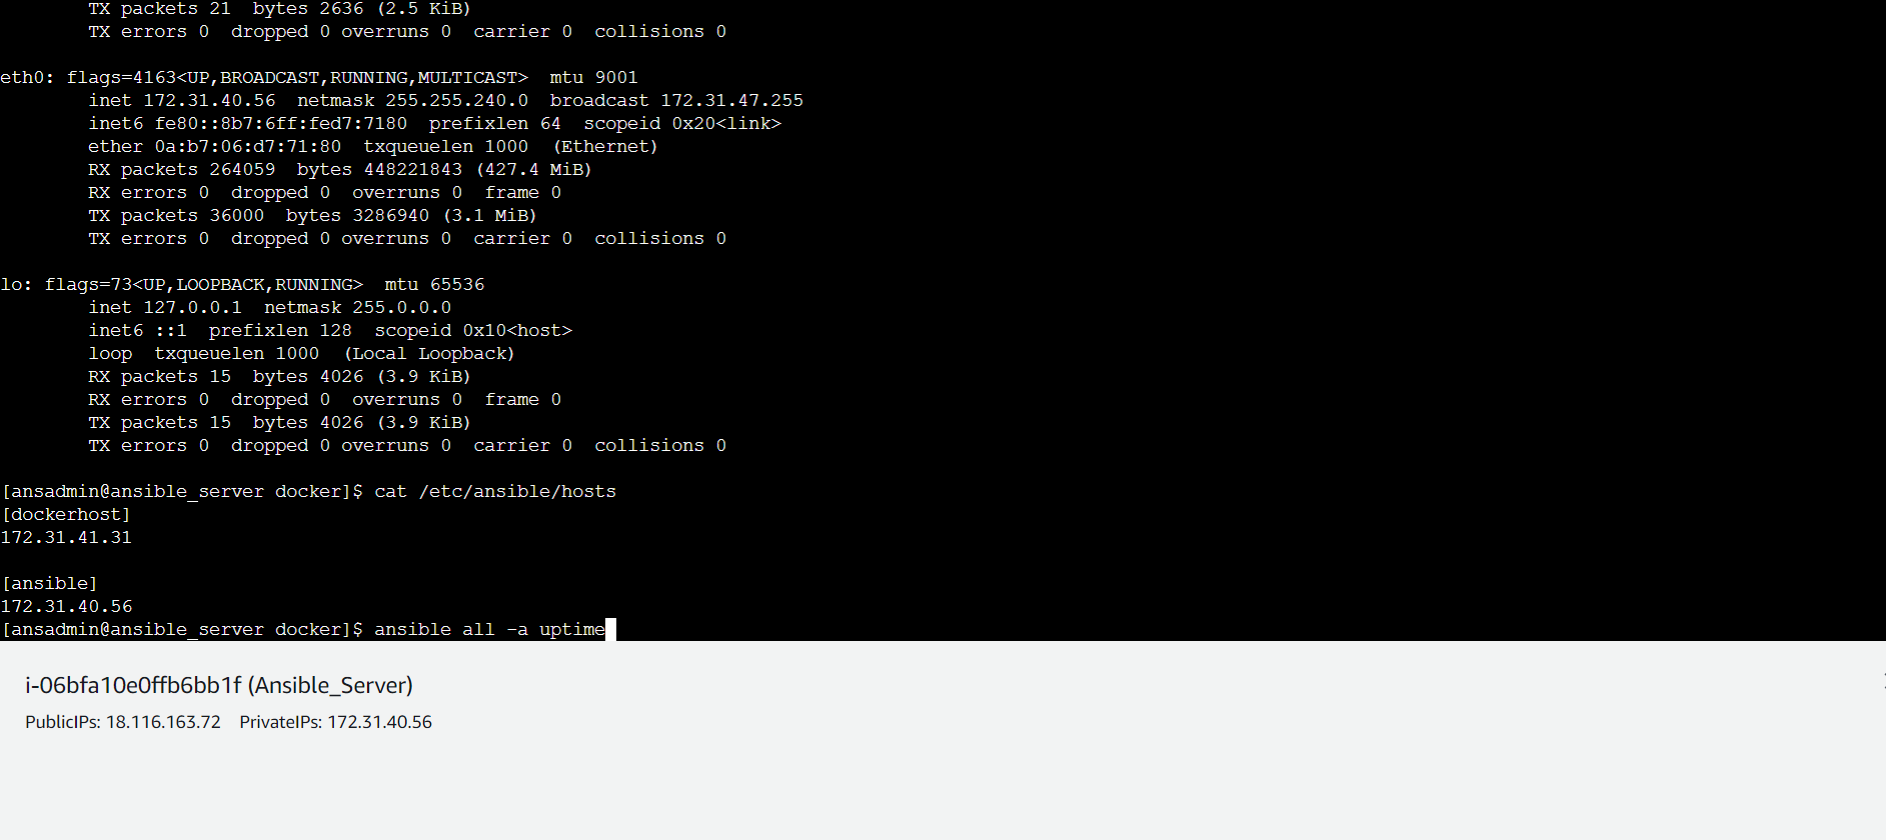 TX packets 21  bytes 2636 (2.5 KiB)
TX errors 0  dropped 0 overruns 0  carrier 0  collisions 0
eth0: flags=4163<UP,BROADCAST,RUNNING,MULTICAST>  mtu 9001
inet 172.31.40.56  netmask 255.255.240.0  broadcast 172.31.47.255
inet6 fe80::8b7:6ff:fed7:7180  prefixlen 64  scopeid 0x20<link>
ether 0a:b7:06:d7:71:80  txqueuelen 1000  (Ethernet)
RX packets 264059  bytes 448221843 (427.4 MiB)
RX errors 0  dropped 0  overruns 0  frame 0
TX packets 36000  bytes 3286940 (3.1 MiB)
TX errors 0  dropped 0 overruns 0  carrier 0  collisions 0
lo: flags=73<UP,LOOPBACK,RUNNING>  mtu 65536
inet 127.0.0.1  netmask 255.0.0.0
inet6 ::1  prefixlen 128  scopeid 0x10<host>
loop  txqueuelen 1000  (Local Loopback)
RX packets 15  bytes 4026 (3.9 KiB)
RX errors 0  dropped 0  overruns 0  frame 0
TX packets 15  bytes 4026 (3.9 KiB)
TX errors 0  dropped 0 overruns 0  carrier 0  collisions 0
[ansadmin@ansible_server docker]$ cat /etc/ansible/hosts
[dockerhost]
172.31.41.31
[ansible]
172.31.40.56
[ansadmin@ansible_server docker]$ ansible all -a uptime
i-06bfa10e0ffb6bb1f (Ansible_Server)
PublicIPs: 18.116.163.72    PrivateIPs: 172.31.40.56